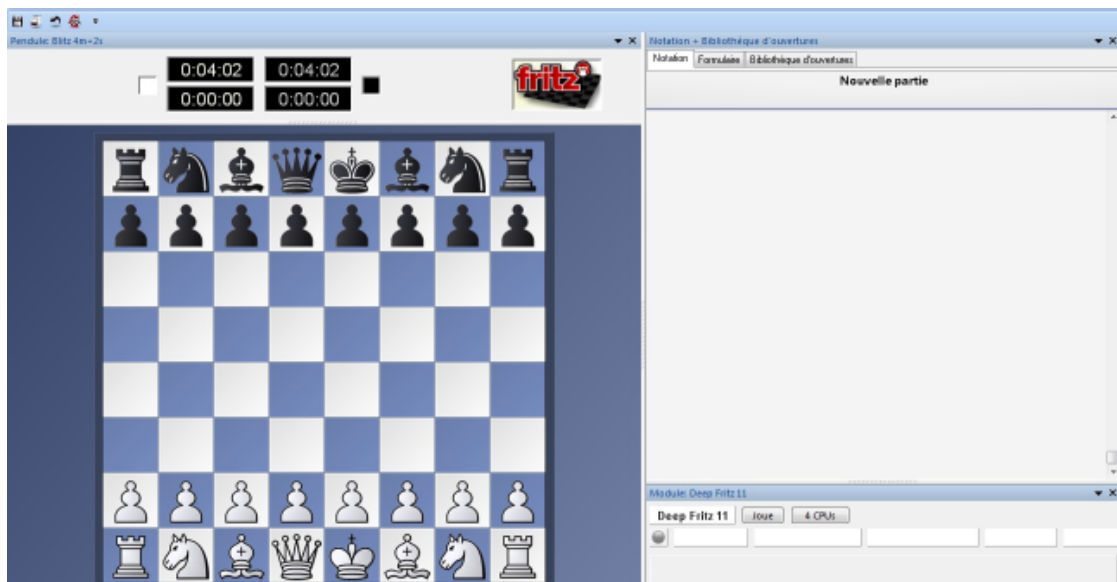 Pendule: Blitz 4m+2s
0:04:02 0:04:02
0:00:00 0:00:00
fritz
Notation + Bibliothèque d'ouvertures
Notation Formulaire Bibliothèque d'ouvertures
Nouvelle partie
Module: Deep Fritz 11
Deep Fritz 11 Joue 4 CPUs